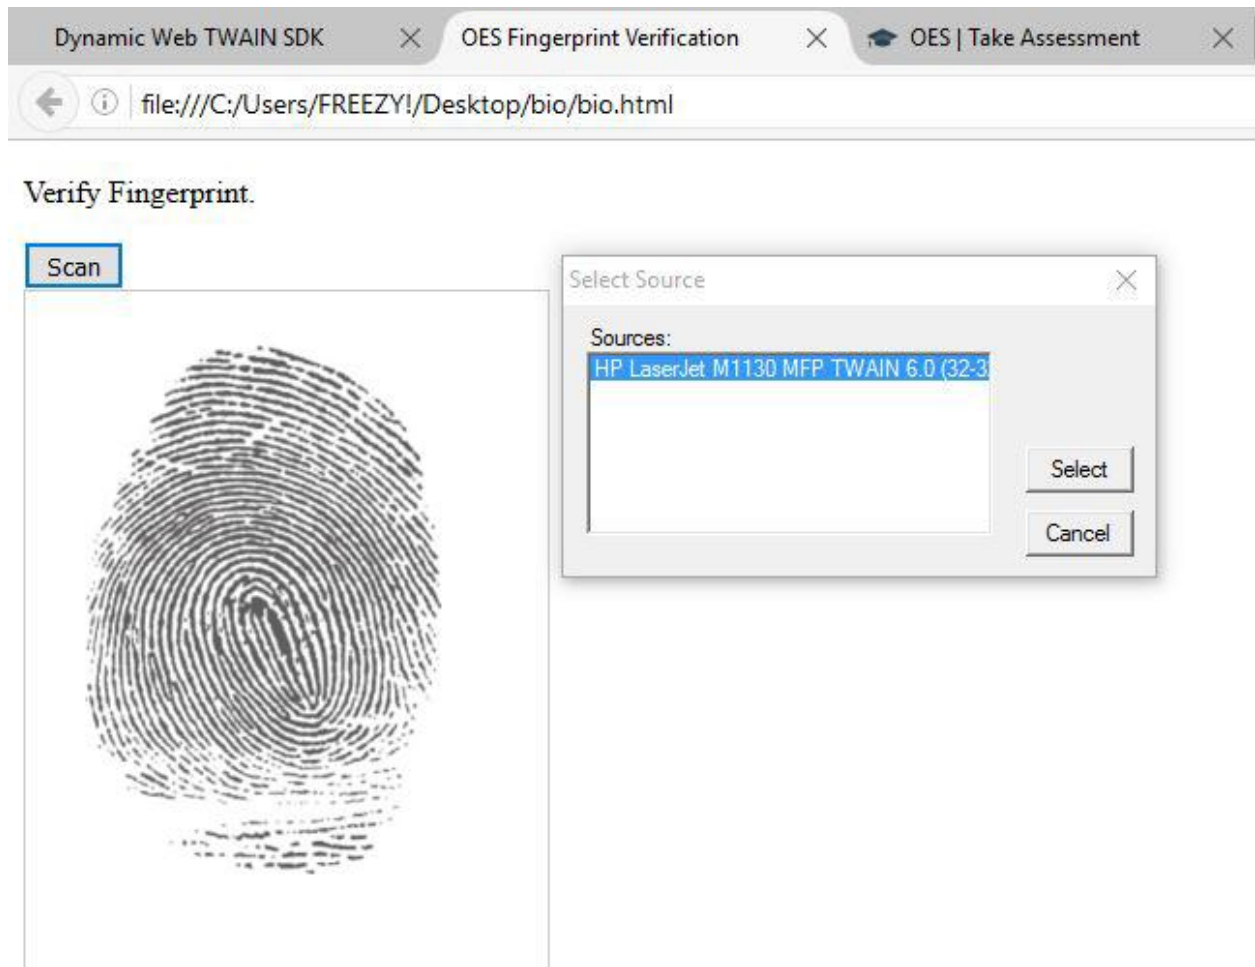 Dynamic Web TWAIN SDK OES Fingerprint Verification OES | Take Assessment
file:///C:/Users/FREEZY!/Desktop/bio/bio.html
Verify Fingerprint.
Scan
Select Source
Sources:
HP LaserJet M1130 MFP TWAIN 6.0 (32-3
Select
Cancel